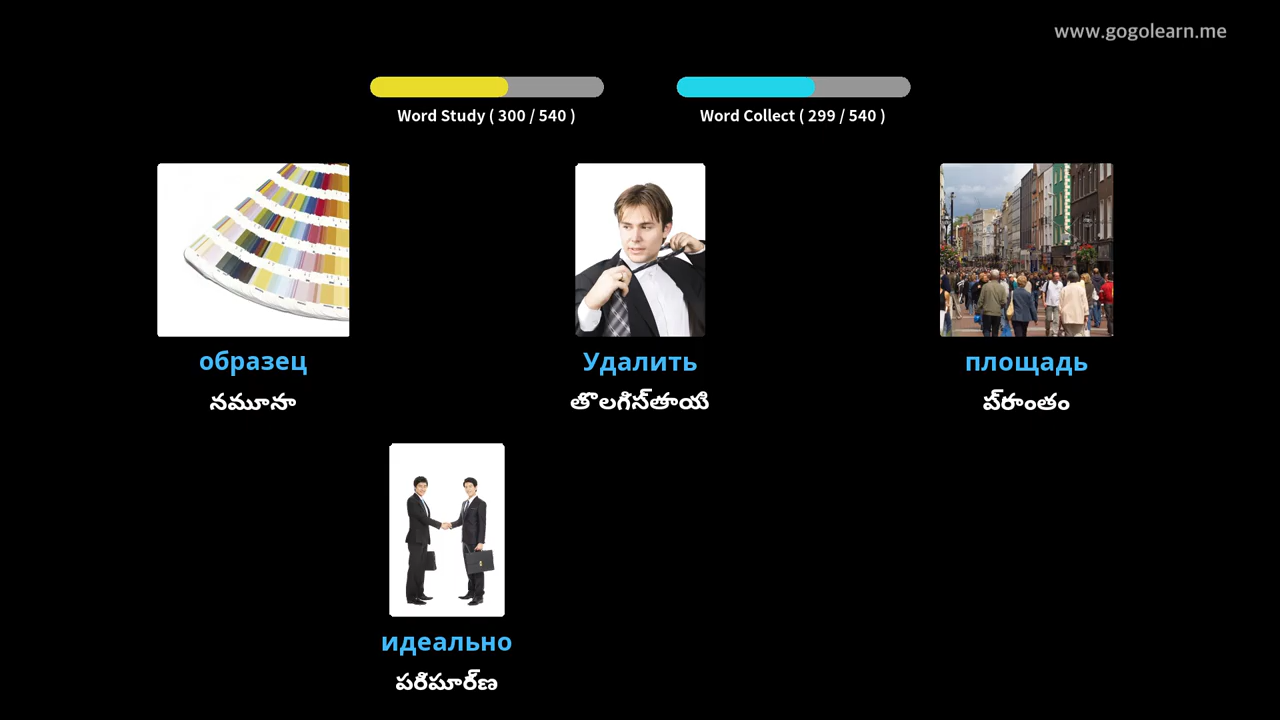 www.gogolearn.me
Word Study ( 300 / 540 )
Word Collect ( 299 / 540 )
образец
Удалить
площадь
నమూనా
తొలగిన్‌తాయి
ప్‌రాంతం
идеально
పరిపూర్‌ణ